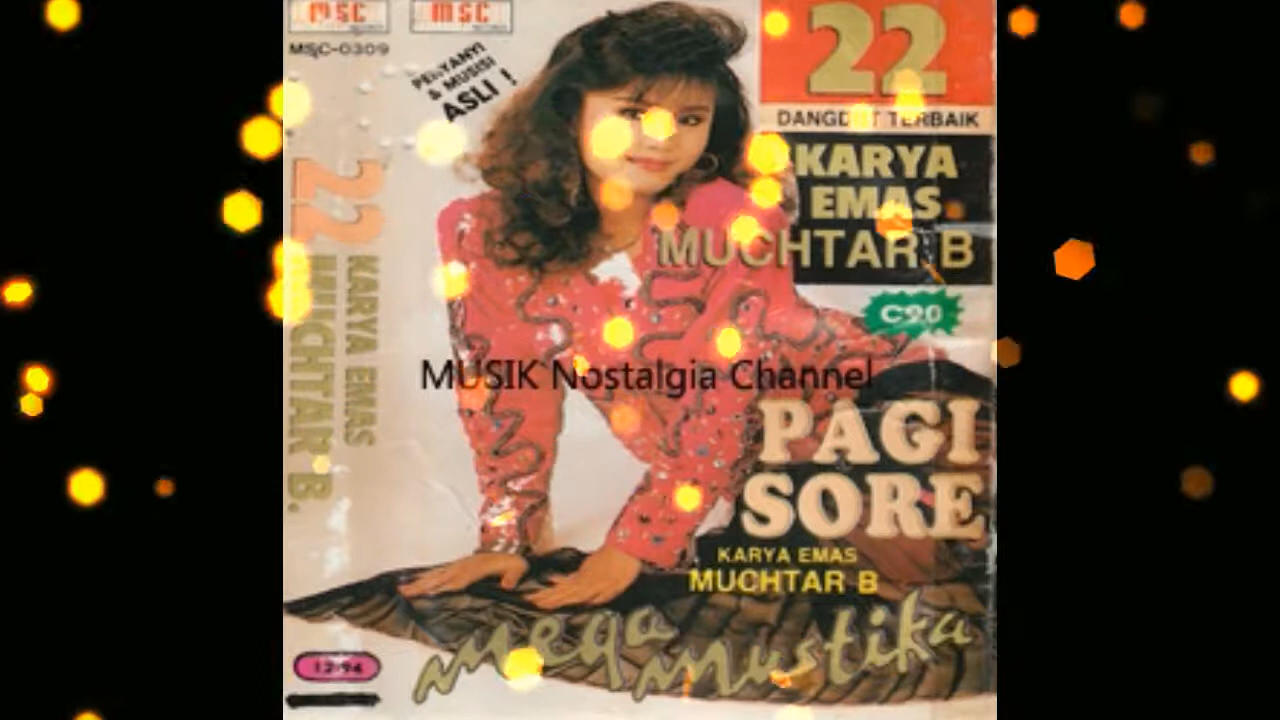 MSC
MSC
MSC-0309
PENYANYI
& MUSISI
ASLI !
22
DANGDUT TERBAIK
KARYA
EMAS
MUCHTAR B
C90
22 KARYA EMAS
MUCHTAR B.
MUSIK Nostalgia Channel
PAGI
SORE
KARYA EMAS
MUCHTAR B
Mega Mustika
12-94